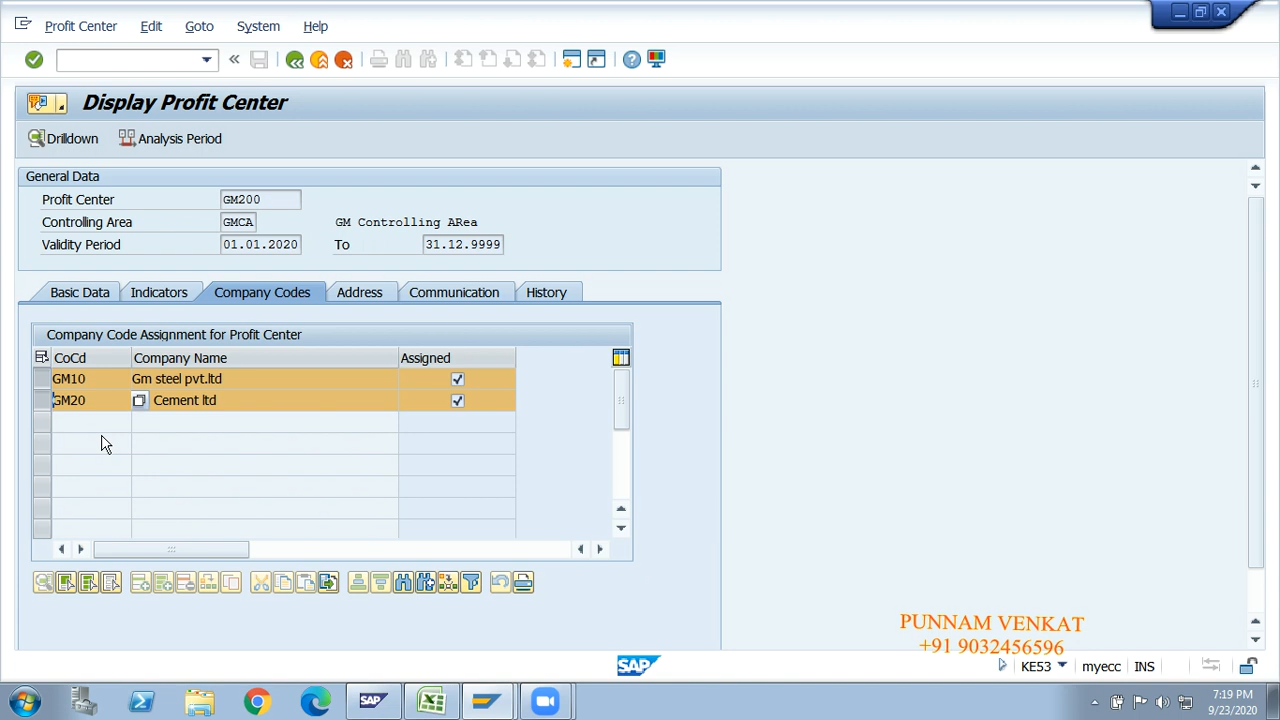 Profit Center Edit Goto System Help
Display Profit Center
Drilldown Analysis Period
General Data
Profit Center GM200
Controlling Area GMCA GM Controlling ARea
Validity Period 01.01.2020 To 31.12.9999
Basic Data Indicators Company Codes Address Communication History
Company Code Assignment for Profit Center
CoCd Company Name Assigned
GM10 Gm steel pvt.ltd
GM20 Cement ltd
PUNNAM VENKAT
+91 9032456596
SAP KE53 myecc INS
SAP 7:19 PM
9/23/2020